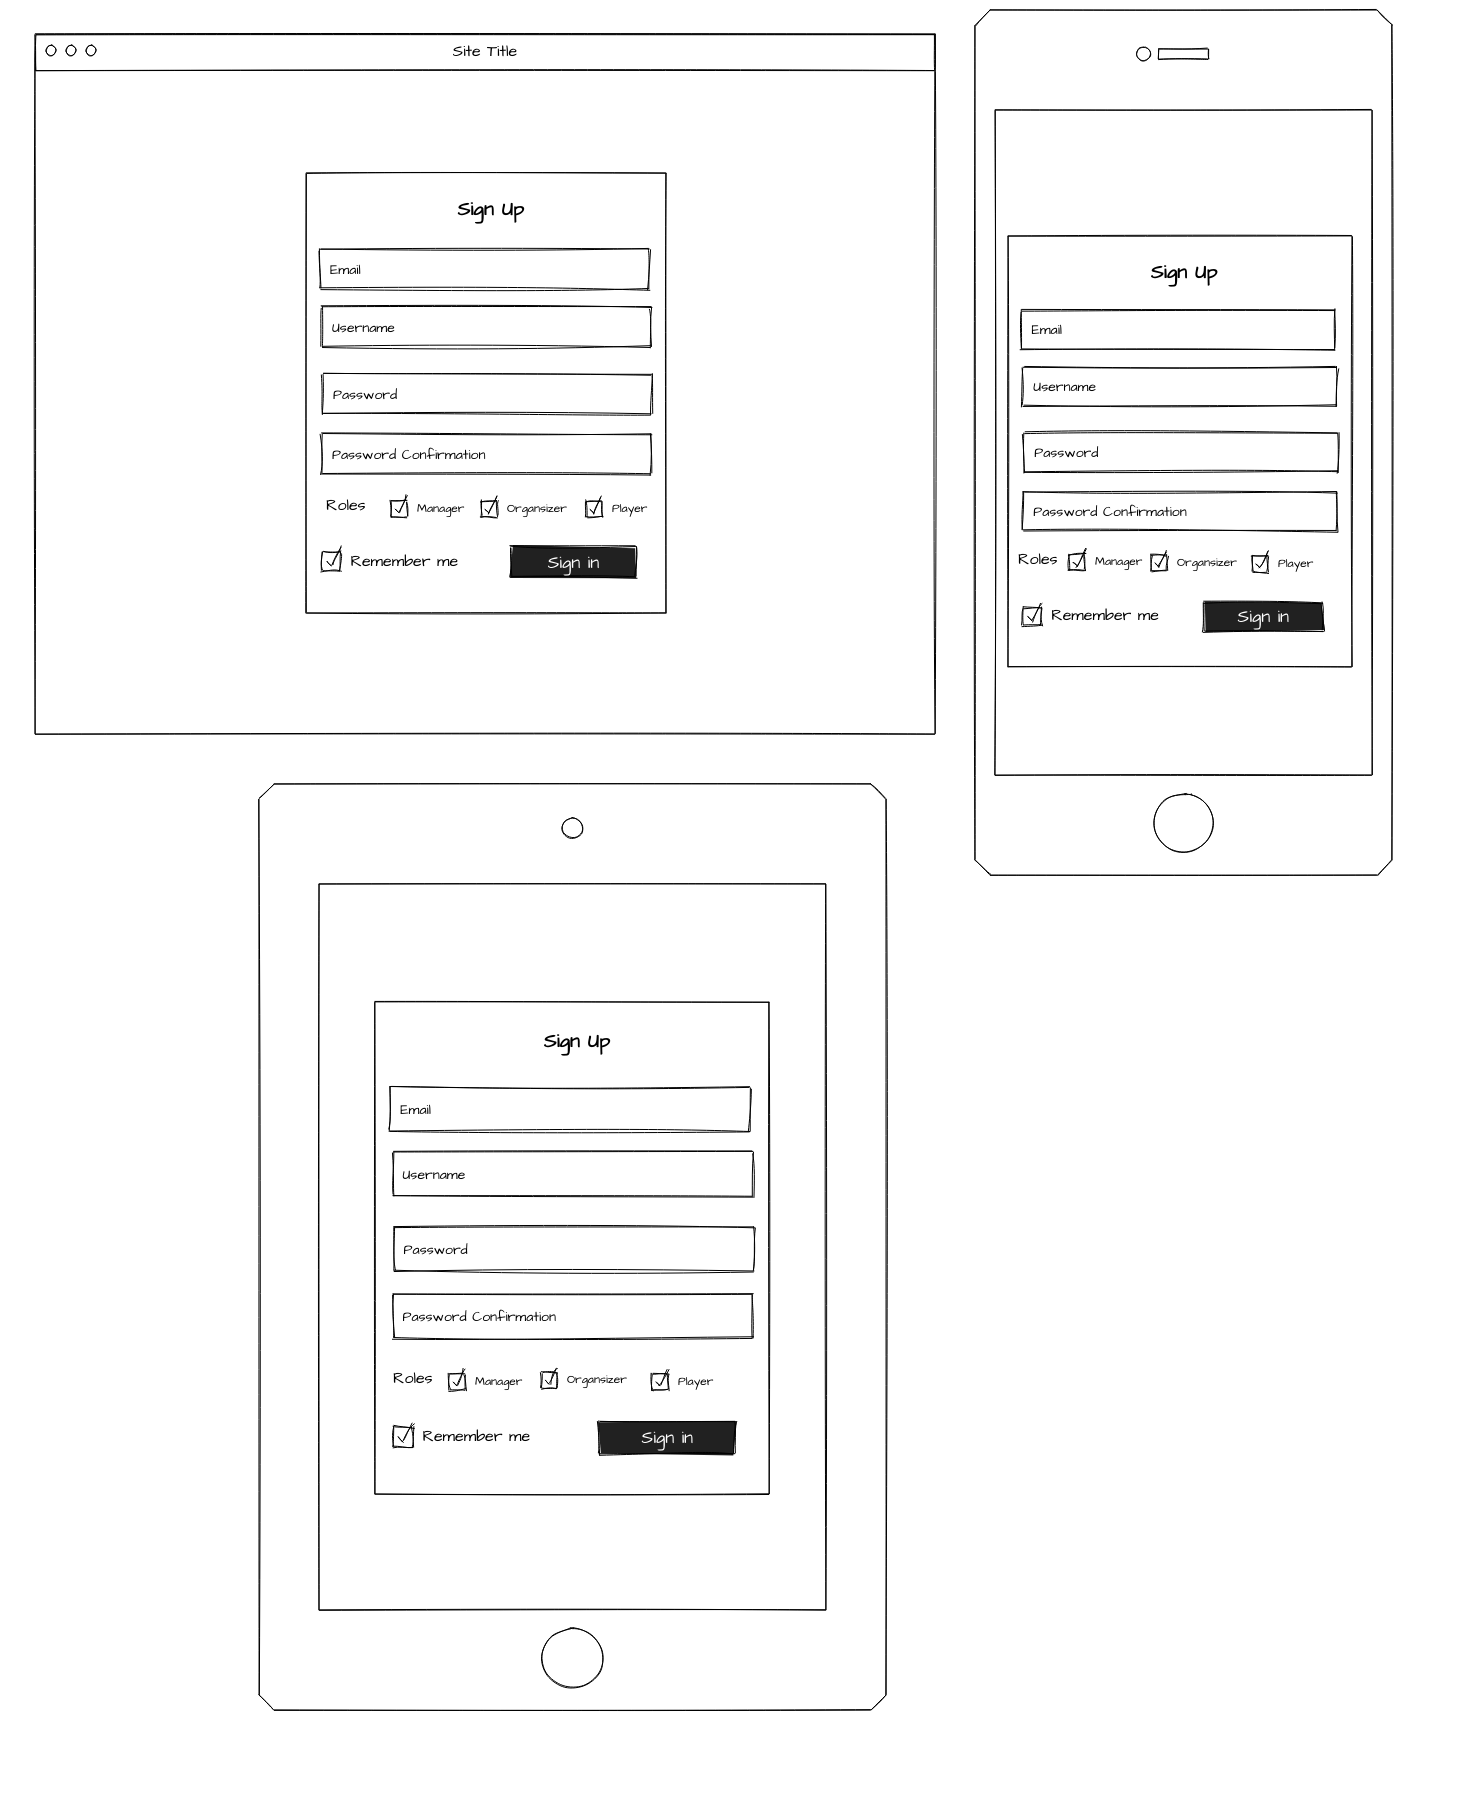 Site Title
Sign Up
Email
Username
Password
Password Confirmation
Roles Manager Organsizer Player
Remember me Sign in
Sign Up
Email
Username
Password
Password Confirmation
Roles Manager Organsizer Player
Remember me Sign in
Sign Up
Email
Username
Password
Password Confirmation
Roles Manager Organsizer Player
Remember me Sign in